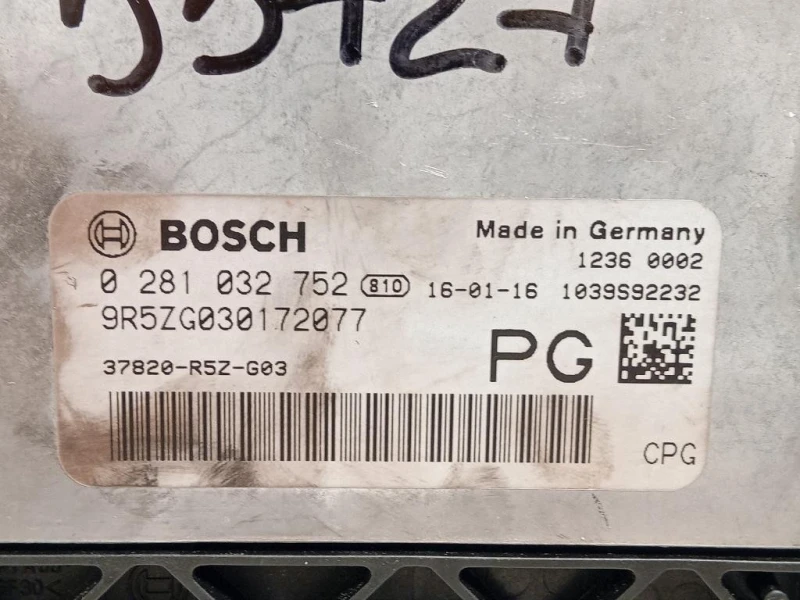 BOSCH
Made in Germany
1236 0002
0 281 032 752 810 16-01-16 1039S92232
9R5ZG030172077
37820-R5Z-G03
PG
CPG